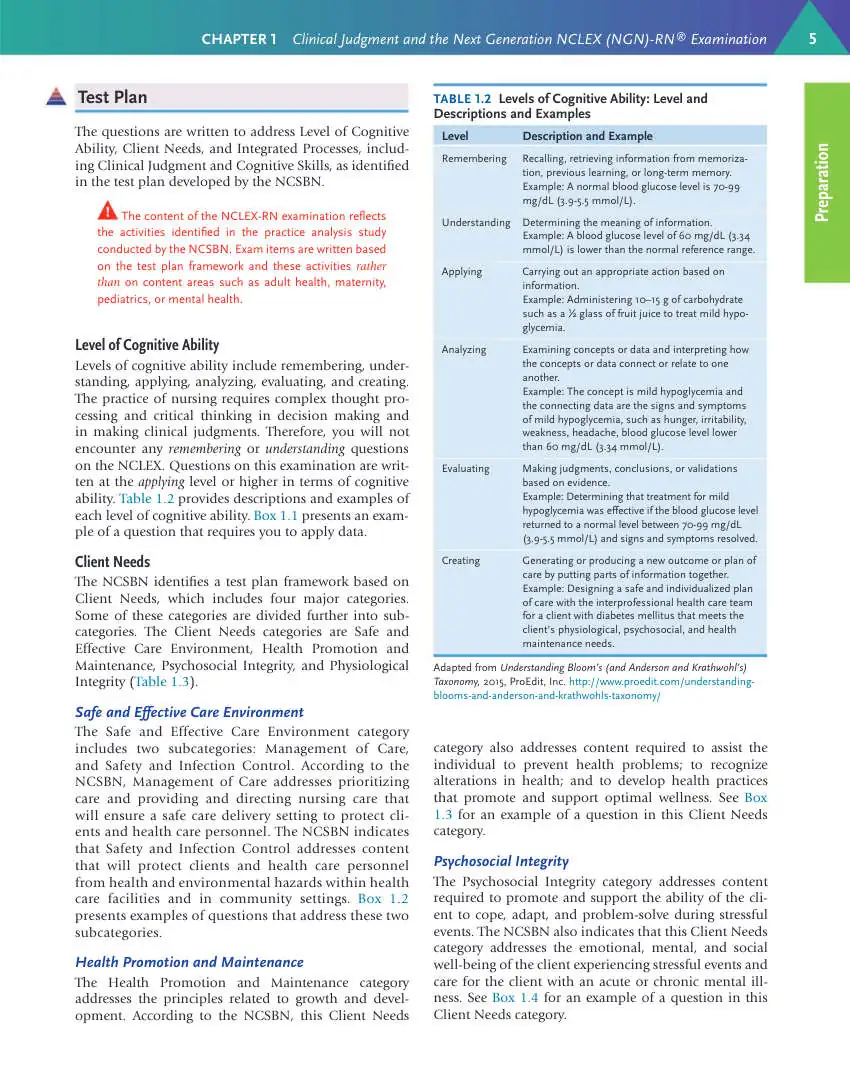 CHAPTER 1 Clinical Judgment and the Next Generation NCLEX (NGN)-RN® Examination 5
Test Plan
The questions are written to address Level of Cognitive
Ability, Client Needs, and Integrated Processes, includ-
ing Clinical Judgment and Cognitive Skills, as identified
in the test plan developed by the NCSBN.
The content of the NCLEX-RN examination reflects
the activities identified in the practice analysis study
conducted by the NCSBN. Exam items are written based
on the test plan framework and these activities rather
than on content areas such as adult health, maternity,
pediatrics, or mental health.
Level of Cognitive Ability
Levels of cognitive ability include remembering, under-
standing, applying, analyzing, evaluating, and creating.
The practice of nursing requires complex thought pro-
cessing and critical thinking in decision making and
in making clinical judgments. Therefore, you will not
encounter any remembering or understanding questions
on the NCLEX. Questions on this examination are writ-
ten at the applying level or higher in terms of cognitive
ability. Table 1.2 provides descriptions and examples of
each level of cognitive ability. Box 1.1 presents an exam-
ple of a question that requires you to apply data.
Client Needs
The NCSBN identifies a test plan framework based on
Client Needs, which includes four major categories.
Some of these categories are divided further into sub-
categories. The Client Needs categories are Safe and
Effective Care Environment, Health Promotion and
Maintenance, Psychosocial Integrity, and Physiological
Integrity (Table 1.3).
Safe and Effective Care Environment
The Safe and Effective Care Environment category
includes two subcategories: Management of Care,
and Safety and Infection Control. According to the
NCSBN, Management of Care addresses prioritizing
care and providing and directing nursing care that
will ensure a safe care delivery setting to protect cli-
ents and health care personnel. The NCSBN indicates
that Safety and Infection Control addresses content
that will protect clients and health care personnel
from health and environmental hazards within health
care facilities and in community settings. Box 1.2
presents examples of questions that address these two
subcategories.
Health Promotion and Maintenance
The Health Promotion and Maintenance category
addresses the principles related to growth and devel-
opment. According to the NCSBN, this Client Needs
TABLE 1.2 Levels of Cognitive Ability: Level and
Descriptions and Examples
Level Description and Example
Remembering Recalling, retrieving information from memoriza-
tion, previous learning, or long-term memory.
Example: A normal blood glucose level is 70-99
mg/dL (3.9-5.5 mmol/L).
Understanding Determining the meaning of information.
Example: A blood glucose level of 60 mg/dL (3.34
mmol/L) is lower than the normal reference range.
Applying Carrying out an appropriate action based on
information.
Example: Administering 10–15 g of carbohydrate
such as a ½ glass of fruit juice to treat mild hypo-
glycemia.
Analyzing Examining concepts or data and interpreting how
the concepts or data connect or relate to one
another.
Example: The concept is mild hypoglycemia and
the connecting data are the signs and symptoms
of mild hypoglycemia, such as hunger, irritability,
weakness, headache, blood glucose level lower
than 60 mg/dL (3.34 mmol/L).
Evaluating Making judgments, conclusions, or validations
based on evidence.
Example: Determining that treatment for mild
hypoglycemia was effective if the blood glucose level
returned to a normal level between 70-99 mg/dL
(3.9-5.5 mmol/L) and signs and symptoms resolved.
Creating Generating or producing a new outcome or plan of
care by putting parts of information together.
Example: Designing a safe and individualized plan
of care with the interprofessional health care team
for a client with diabetes mellitus that meets the
client's physiological, psychosocial, and health
maintenance needs.
Adapted from Understanding Bloom's (and Anderson and Krathwohl's)
Taxonomy, 2015, ProEdit, Inc. http://www.proedit.com/understanding-
blooms-and-anderson-and-krathwohls-taxonomy/
category also addresses content required to assist the
individual to prevent health problems; to recognize
alterations in health; and to develop health practices
that promote and support optimal wellness. See Box
1.3 for an example of a question in this Client Needs
category.
Psychosocial Integrity
The Psychosocial Integrity category addresses content
required to promote and support the ability of the cli-
ent to cope, adapt, and problem-solve during stressful
events. The NCSBN also indicates that this Client Needs
category addresses the emotional, mental, and social
well-being of the client experiencing stressful events and
care for the client with an acute or chronic mental ill-
ness. See Box 1.4 for an example of a question in this
Client Needs category.
Preparation